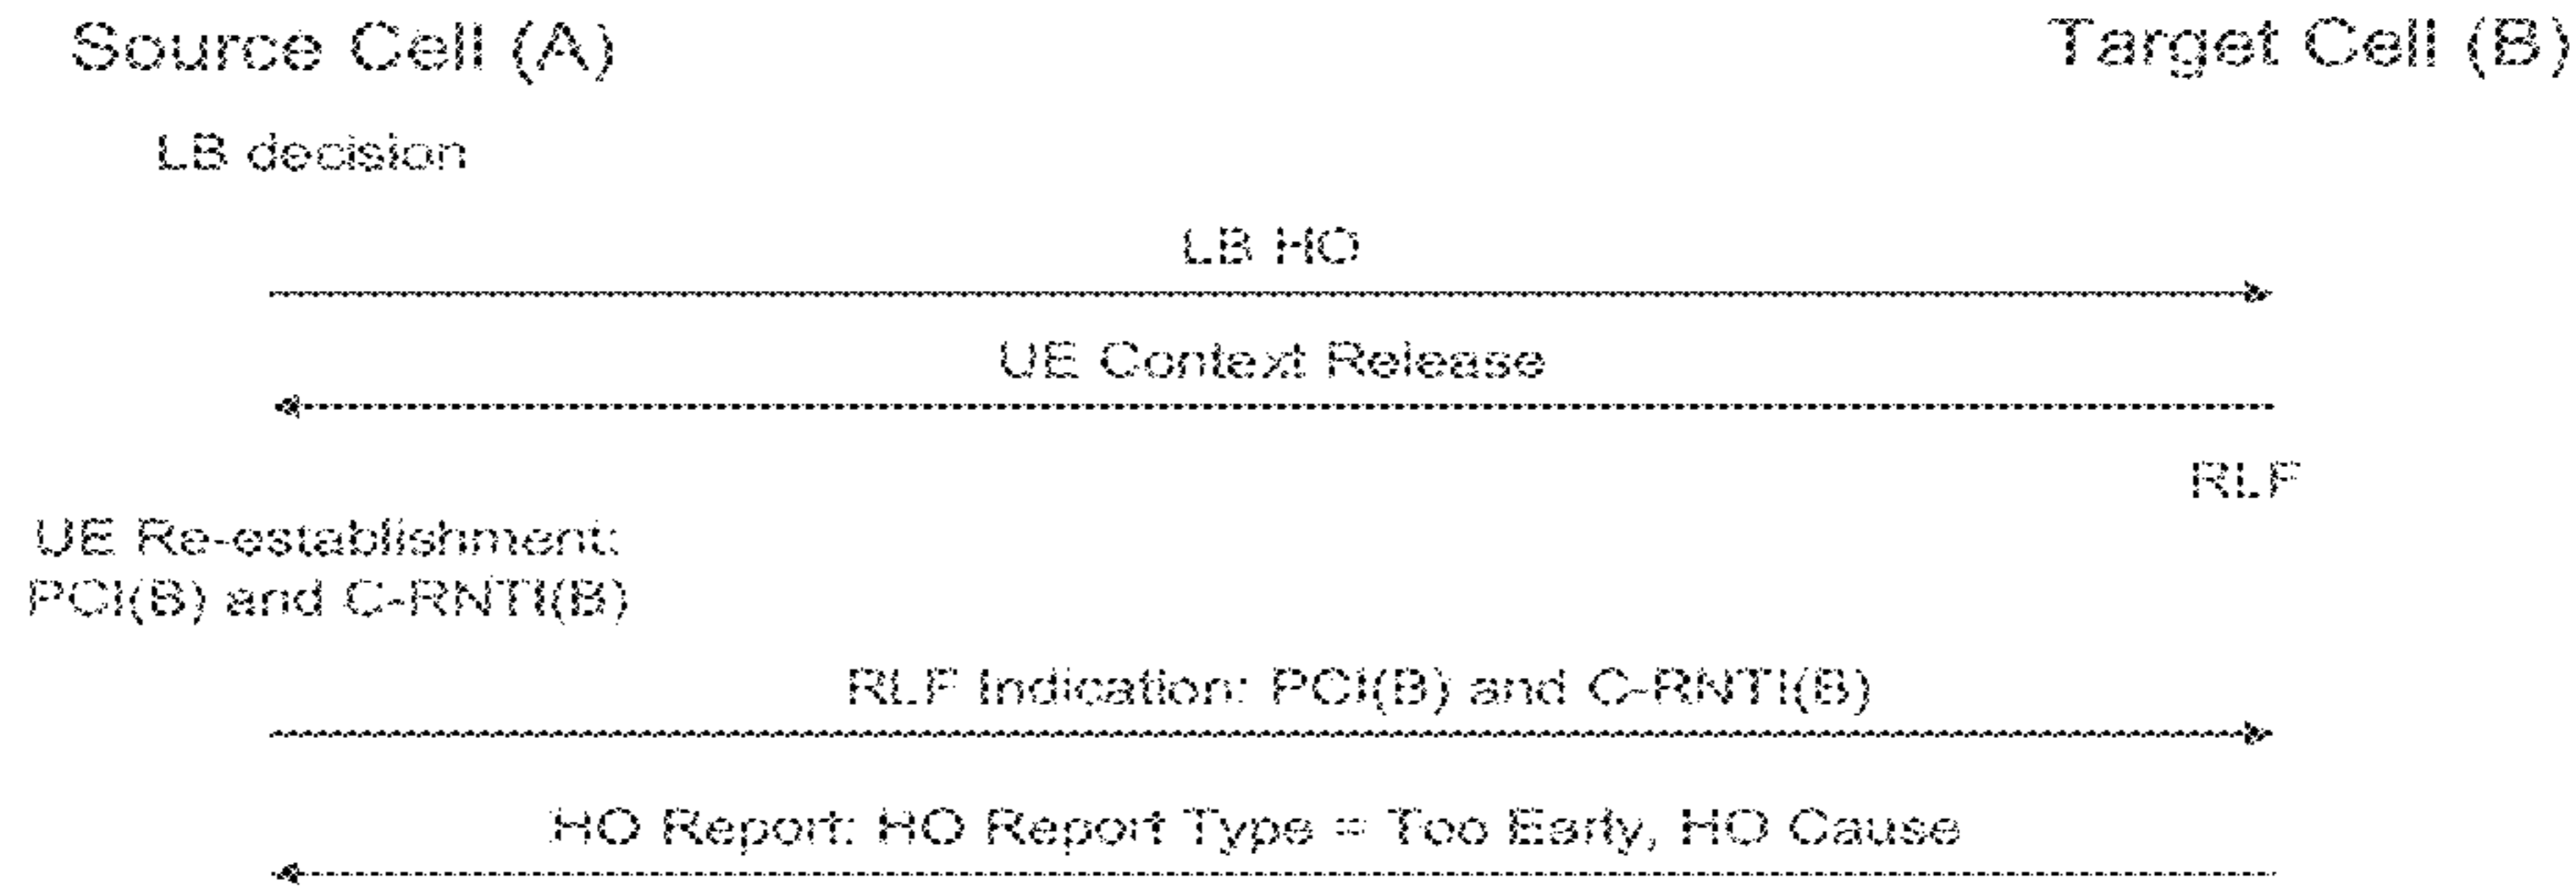 Source Cell (A)
Target Cell (B)
LB decision
LB HO
UE Context Release
RLF
UE Re-establishment:
PCI(B) and C-RNTI(B)
RLF Indication: PCI(B) and C-RNTI(B)
HO Report: HO Report Type = Too Early, HO Cause